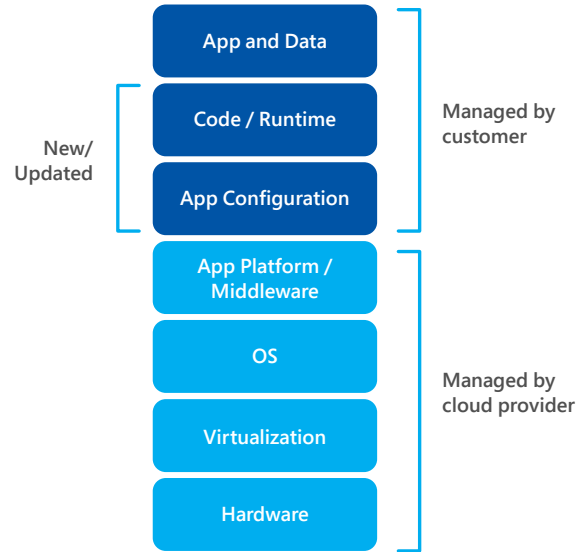 App and Data
Code / Runtime
New/
Updated
Managed by
customer
App Configuration
App Platform /
Middleware
OS
Managed by
cloud provider
Virtualization
Hardware